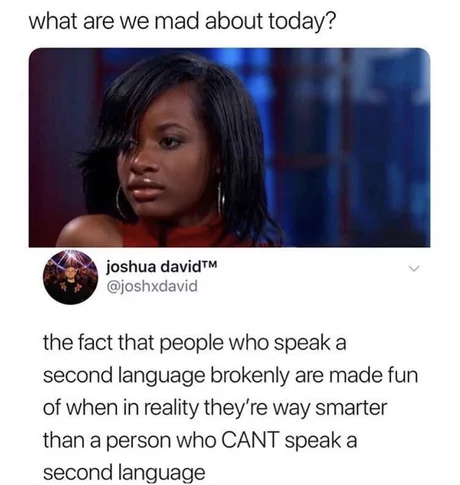 what are we mad about today?
joshua david™
@joshxdavid
the fact that people who speak a
second language brokenly are made fun
of when in reality they’re way smarter
than a person who CANT speak a
second language